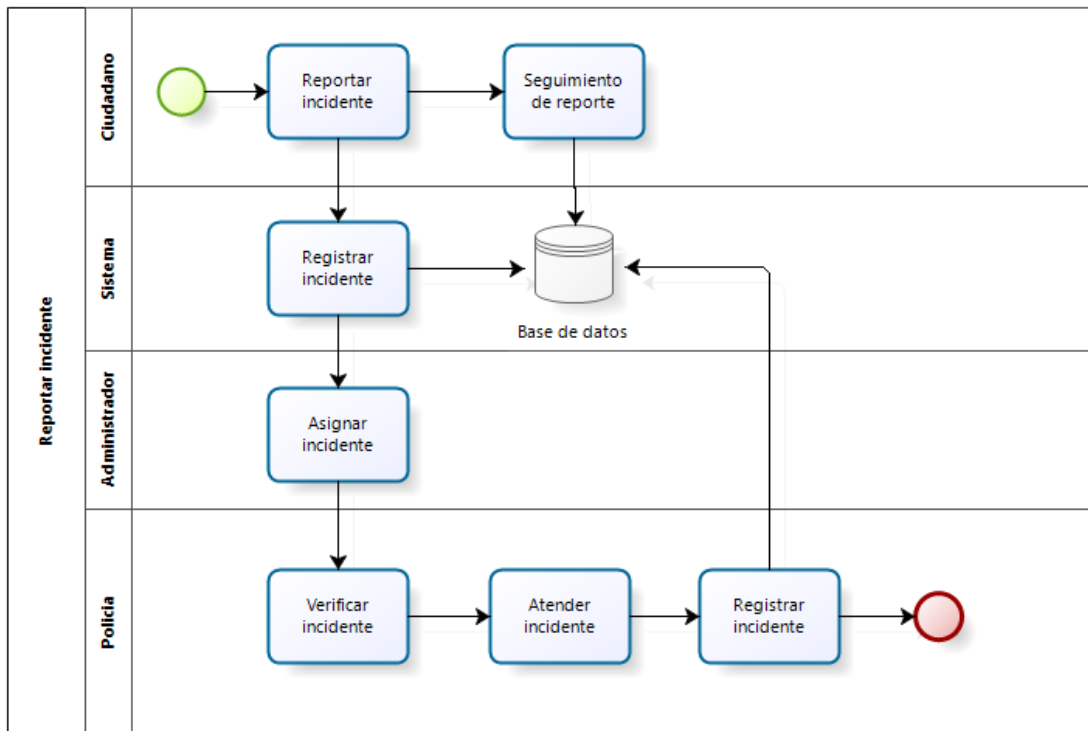 Reportar incidente
Ciudadano
Reportar
incidente
Seguimiento
de reporte
Sistema
Registrar
incidente
Base de datos
Administrador
Asignar
incidente
Policia
Verificar
incidente
Atender
incidente
Registrar
incidente